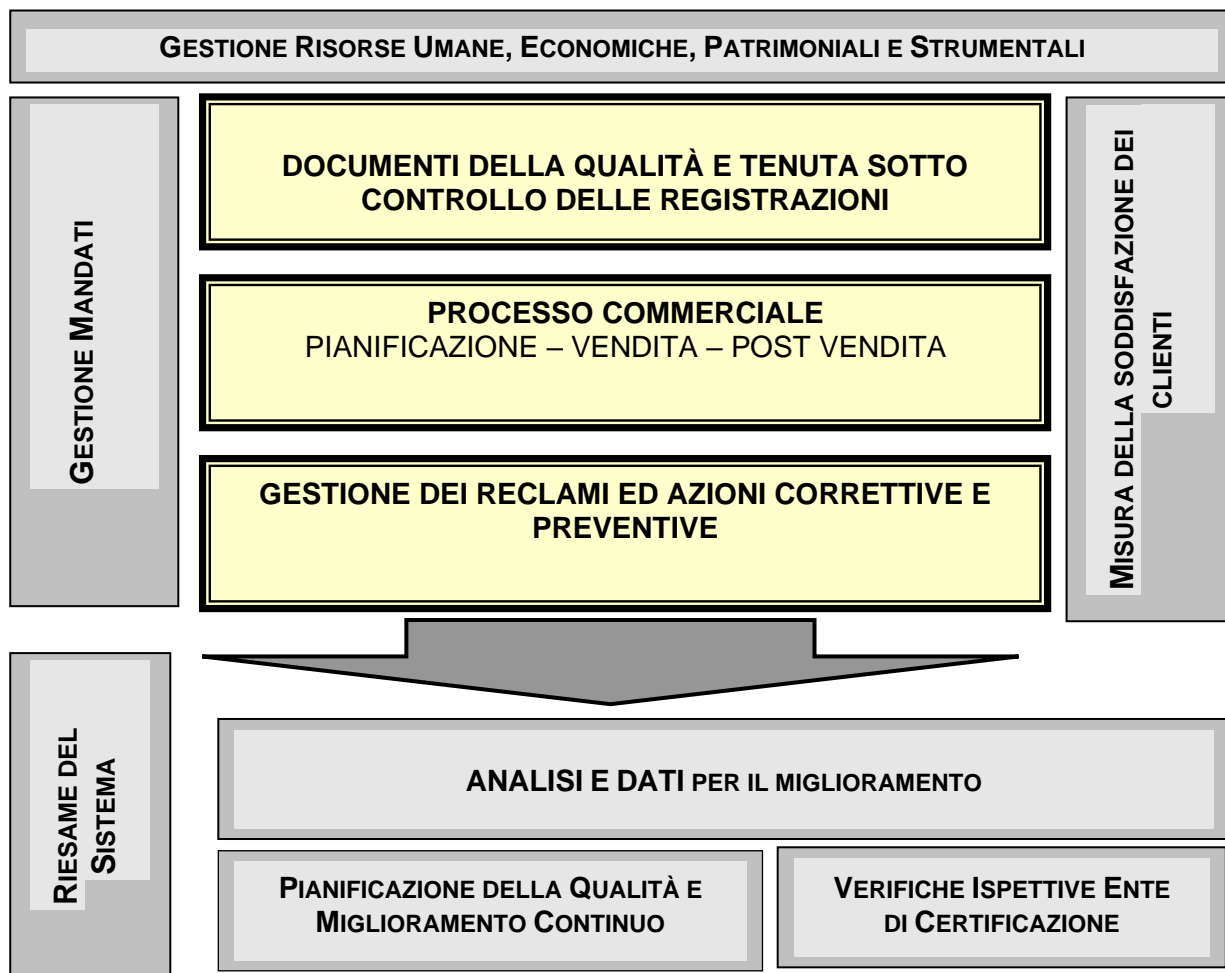 GESTIONE RISORSE UMANE, ECONOMICHE, PATRIMONIALI E STRUMENTALI
GESTIONE MANDATI
DOCUMENTI DELLA QUALITÀ E TENUTA SOTTO
CONTROLLO DELLE REGISTRAZIONI
PROCESSO COMMERCIALE
PIANIFICAZIONE – VENDITA – POST VENDITA
GESTIONE DEI RECLAMI ED AZIONI CORRETTIVE E
PREVENTIVE
MISURA DELLA SODDISFAZIONE DEI
CLIENTI
RIESAME DEL
SISTEMA
ANALISI E DATI PER IL MIGLIORAMENTO
PIANIFICAZIONE DELLA QUALITÀ E
MIGLIORAMENTO CONTINUO
VERIFICHE ISPETTIVE ENTE
DI CERTIFICAZIONE